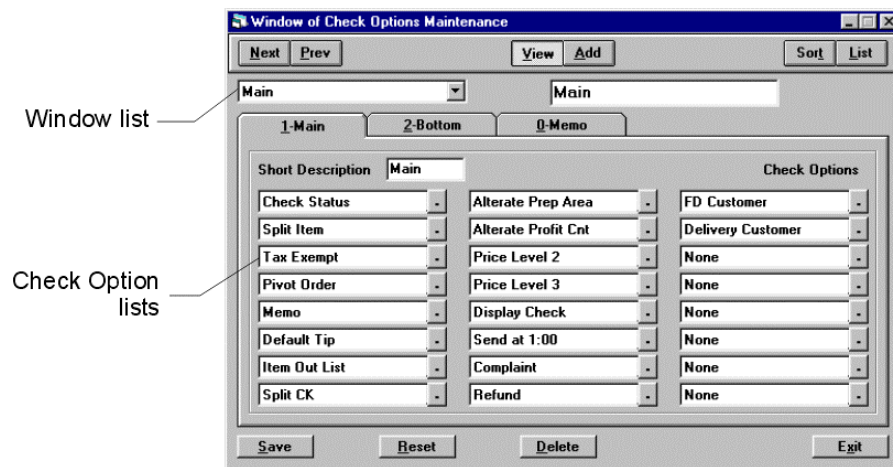 Window of Check Options Maintenance
Next Prev View Add Sort List
Main Main
Window list
1-Main 2-Bottom 0-Memo
Short Description Main Check Options
Check Status Alterate Prep Area FD Customer
Split Item Alterate Profit Cnt Delivery Customer
Tax Exempt Price Level 2 None
Check Option
lists
Pivot Order Price Level 3 None
Memo Display Check None
Default Tip Send at 1:00 None
Item Out List Complaint None
Split CK Refund None
Save Reset Delete Exit